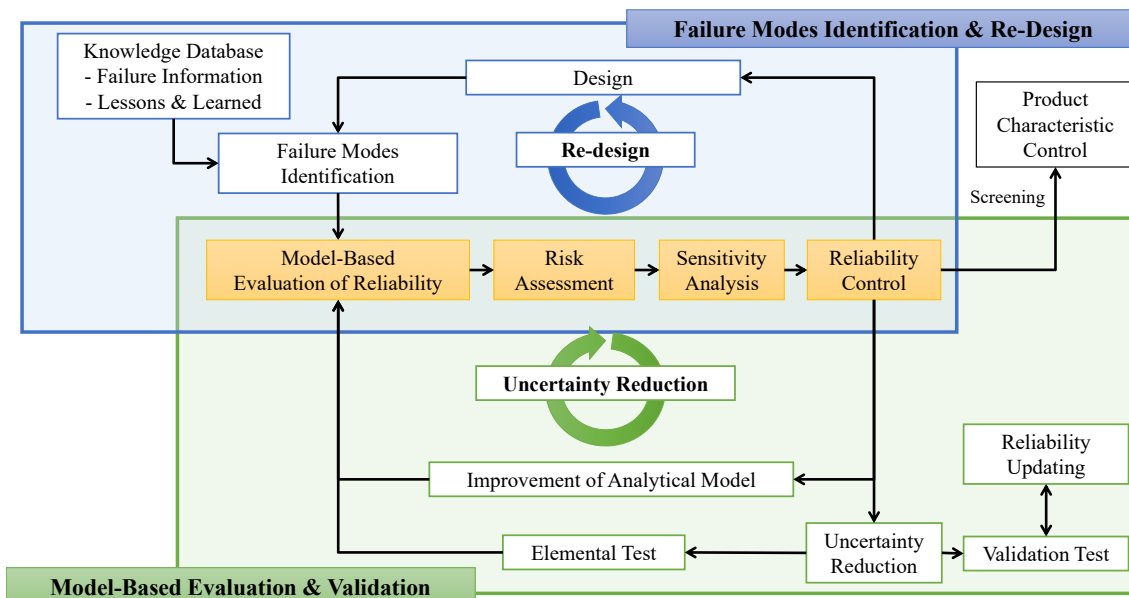 Failure Modes Identification & Re-Design
Knowledge Database
- Failure Information
- Lessons & Learned
Design
Product
Characteristic
Control
Failure Modes
Identification
Re-design
Screening
Model-Based
Evaluation of Reliability
Risk
Assessment
Sensitivity
Analysis
Reliability
Control
Uncertainty Reduction
Reliability
Updating
Improvement of Analytical Model
Elemental Test
Uncertainty
Reduction
Validation Test
Model-Based Evaluation & Validation